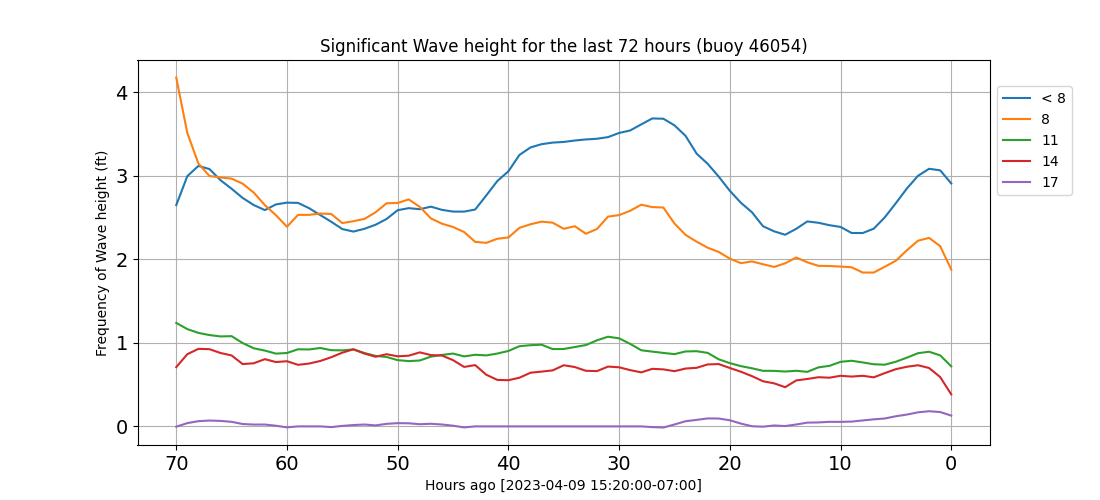 Significant Wave height for the last 72 hours (buoy 46054)
Frequency of Wave height (ft)
4
3
2
1
0
70 60 50 40 30 20 10 0
Hours ago [2023-04-09 15:20:00-07:00]
< 8
8
11
14
17